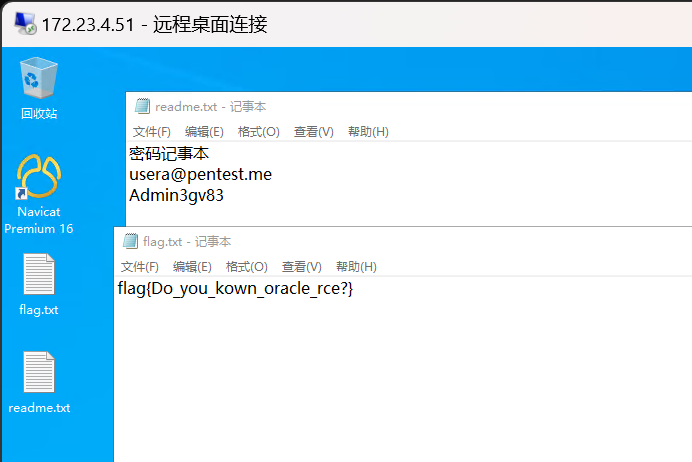 172.23.4.51 - 远程桌面连接
回收站
Navicat
Premium 16
flag.txt
readme.txt
readme.txt - 记事本
文件(F) 编辑(E) 格式(O) 查看(V) 帮助(H)
密码记事本
usera@pentest.me
Admin3gv83
flag.txt - 记事本
文件(F) 编辑(E) 格式(O) 查看(V) 帮助(H)
flag{Do_you_kown_oracle_rce?}